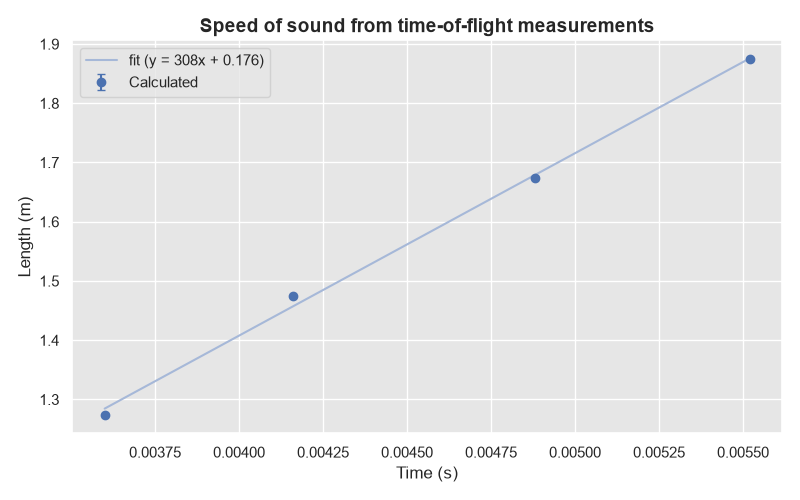 Speed of sound from time-of-flight measurements
fit (y = 308x + 0.176)
Calculated
1.9
1.8
1.7
1.6
1.5
1.4
1.3
Length (m)
0.00375 0.00400 0.00425 0.00450 0.00475 0.00500 0.00525 0.00550
Time (s)